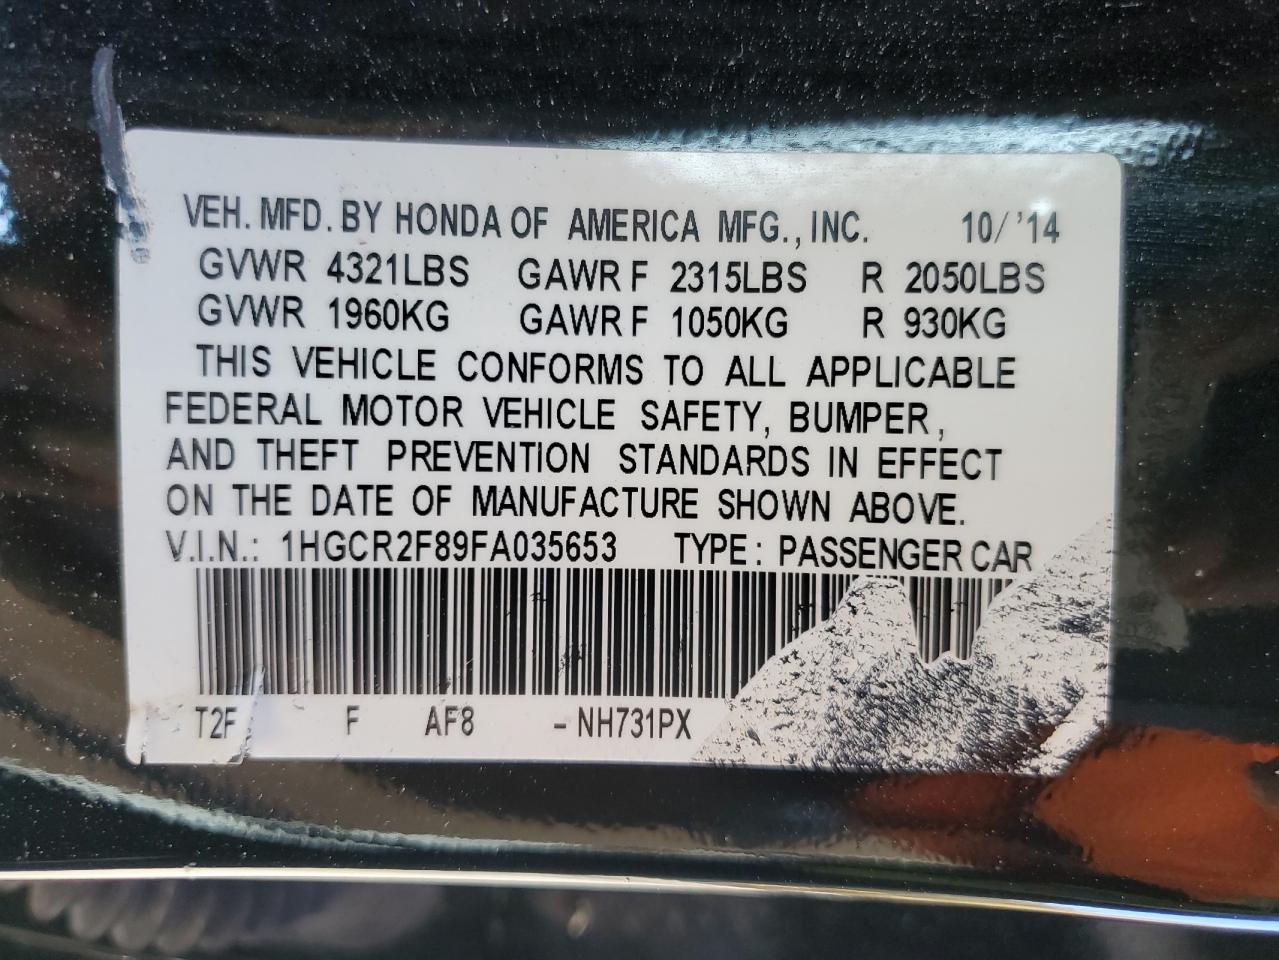 VEH. MFD. BY HONDA OF AMERICA MFG., INC. 10/'14
GVWR 4321LBS GAWR F 2315LBS R 2050LBS
GVWR 1960KG GAWR F 1050KG R 930KG
THIS VEHICLE CONFORMS TO ALL APPLICABLE
FEDERAL MOTOR VEHICLE SAFETY, BUMPER,
AND THEFT PREVENTION STANDARDS IN EFFECT
ON THE DATE OF MANUFACTURE SHOWN ABOVE.
V.I.N.: 1HGCR2F89FA035653 TYPE: PASSENGER CAR
T2F F AF8 -NH731PX